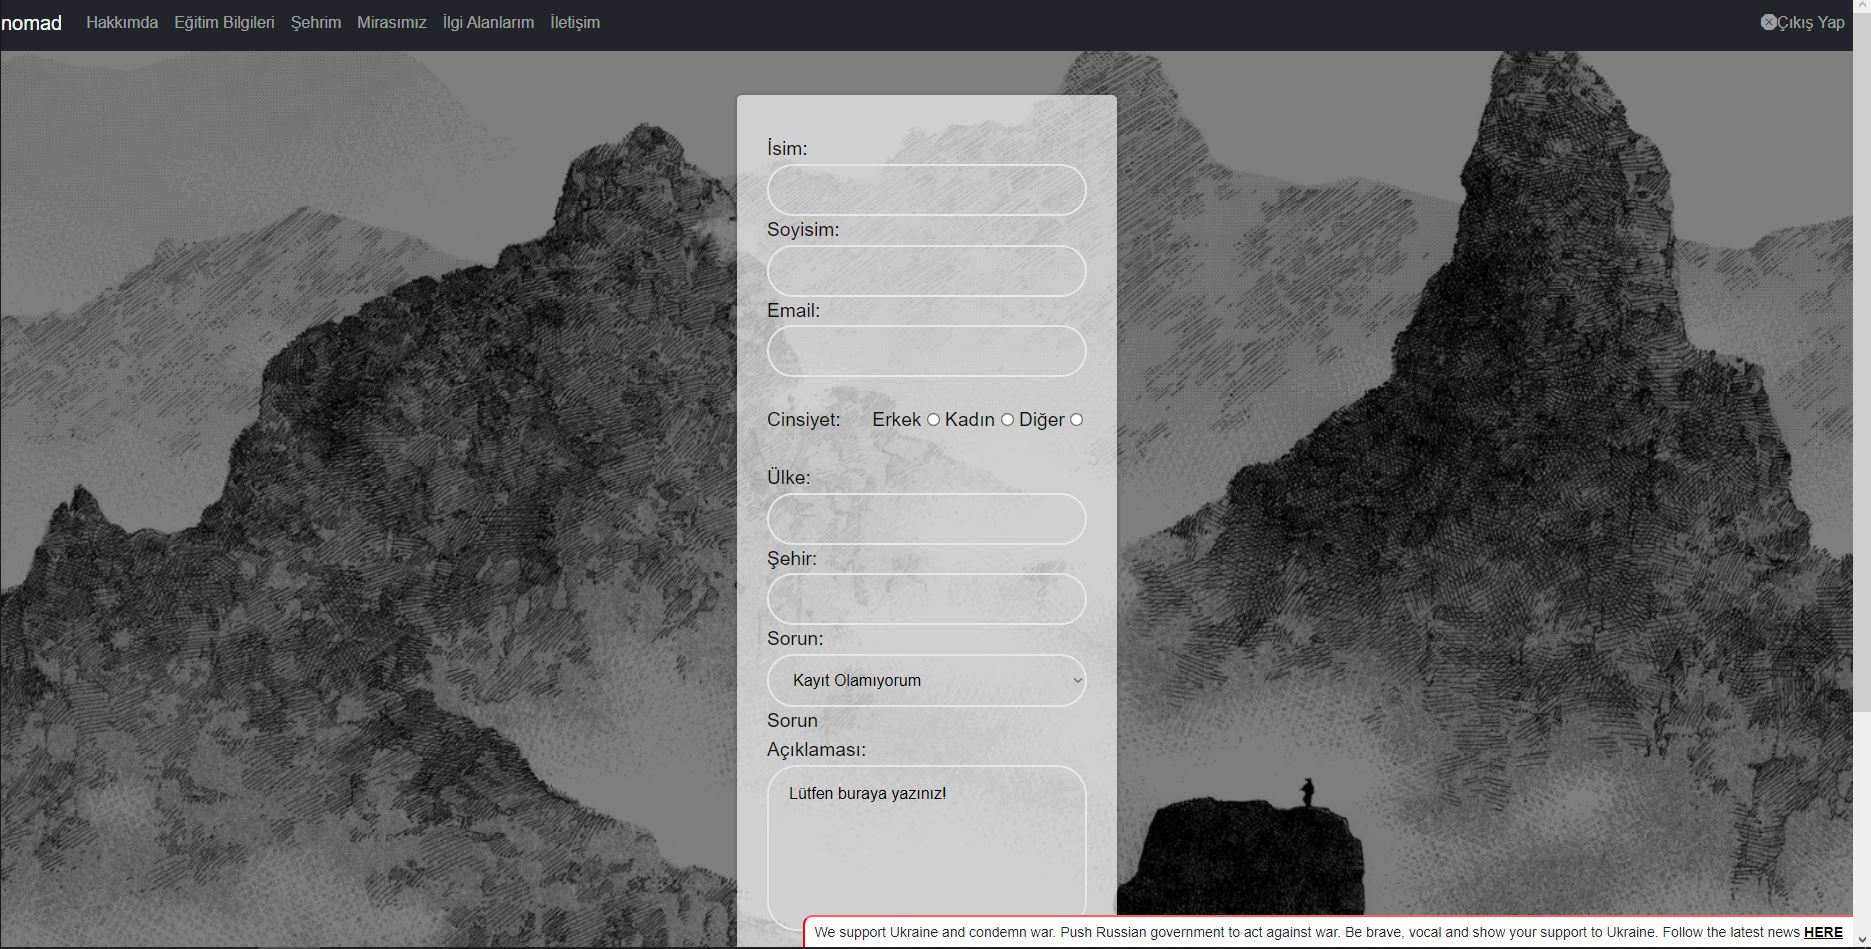 nomad Hakkımda Eğitim Bilgileri Şehrim Mirasımız İlgi Alanlarım İletişim Çıkış Yap
İsim:
Soyisim:
Email:
Cinsiyet: Erkek Kadın Diğer
Ülke:
Şehir:
Sorun:
Kayıt Olamıyorum
Sorun
Açıklaması:
Lütfen buraya yazınız!
We support Ukraine and condemn war. Push Russian government to act against war. Be brave, vocal and show your support to Ukraine. Follow the latest news HERE